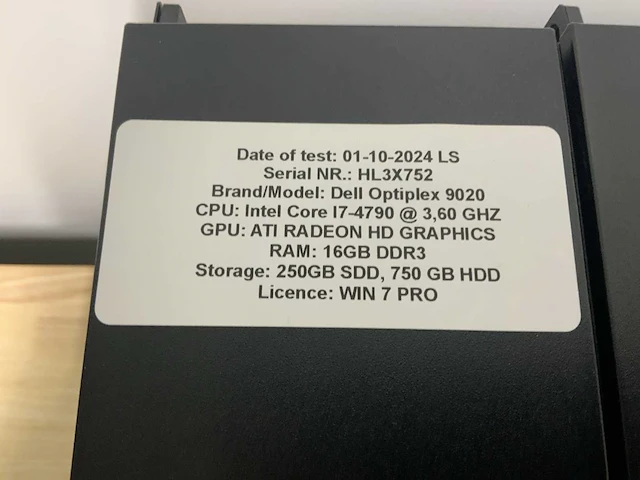 Date of test: 01-10-2024 LS
Serial NR.: HL3X752
Brand/Model: Dell Optiplex 9020
CPU: Intel Core I7-4790 @ 3,60 GHZ
GPU: ATI RADEON HD GRAPHICS
RAM: 16GB DDR3
Storage: 250GB SDD, 750 GB HDD
Licence: WIN 7 PRO